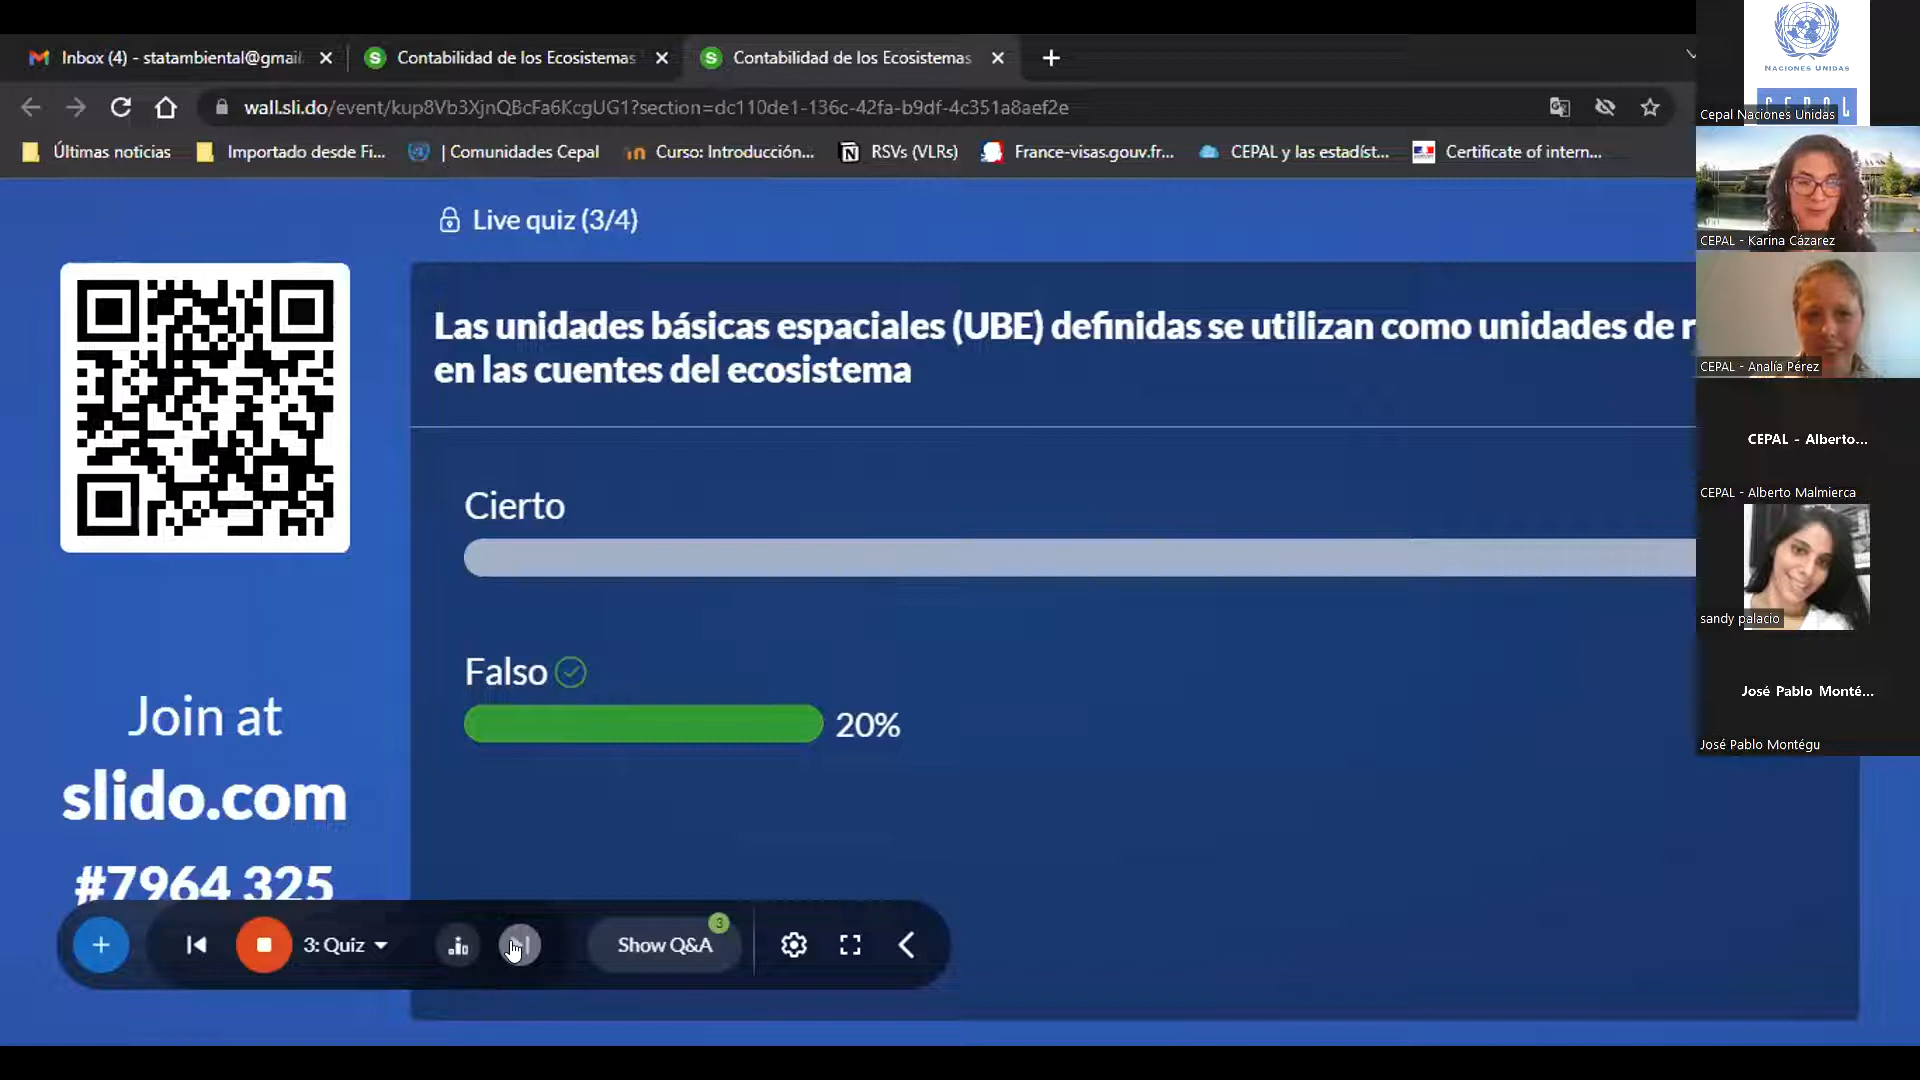 Inbox (4) - statambiental@gmail.
Contabilidad de los Ecosistemas
Contabilidad de los Ecosistemas
wall.sli.do/event/kup8Vb3XjnQBcFa6KcgUG1?section=dc110de1-136c-42fa-b9df-4c351a8aef2e
Últimas noticias
Importado desde Fi...
| Comunidades Cepal
Curso: Introducción...
RSVs (VLRs)
France-visas.gouv.fr...
CEPAL y las estadíst...
Certificate of intern...
Live quiz (3/4)
Las unidades básicas espaciales (UBE) definidas se utilizan como unidades de r
en las cuentes del ecosistema
Cierto
Falso
20%
Join at
slido.com
#7964 325
3: Quiz
Show Q&A
3
NACIONES UNIDAS
CEPAL
Cepal Naciones Unidas
CEPAL - Karina Cázarez
CEPAL - Analía Pérez
CEPAL - Alberto...
CEPAL - Alberto Malmierca
sandy palacio
José Pablo Monté...
José Pablo Montégu